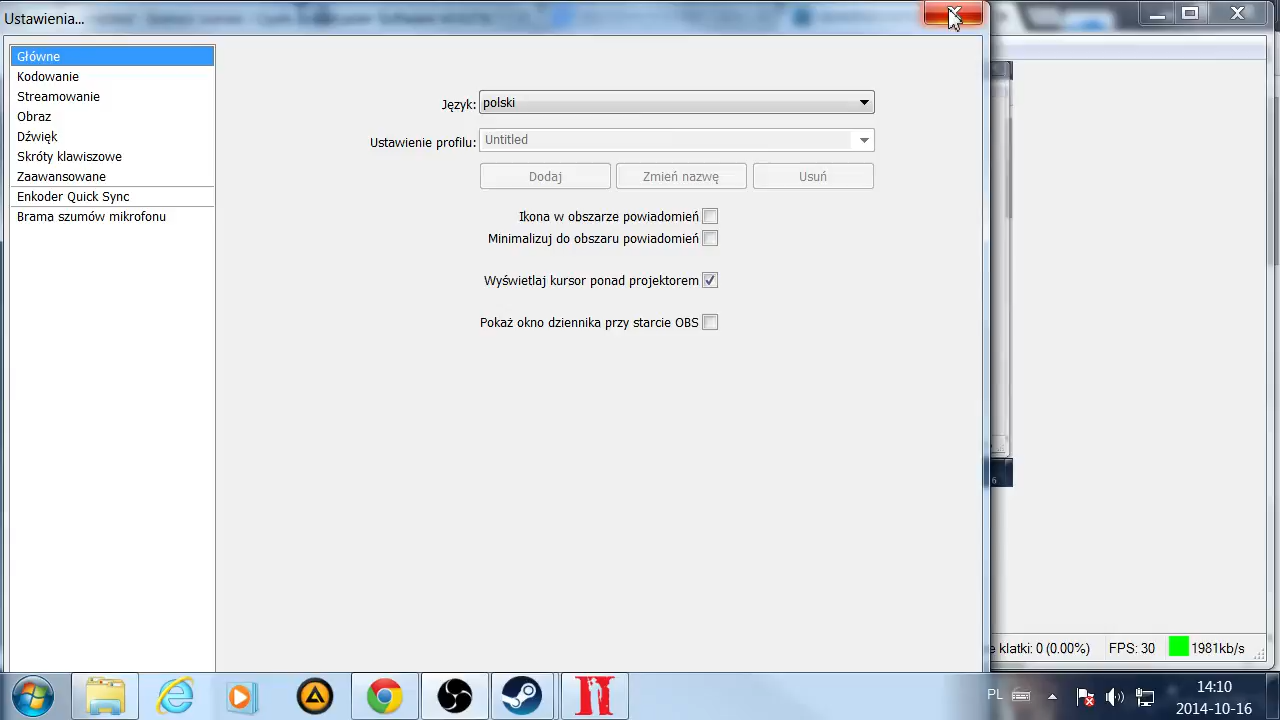 Ustawienia...
Główne
Kodowanie
Streamowanie
Obraz
Dźwięk
Skróty klawiszowe
Zaawansowane
Enkoder Quick Sync
Brama szumów mikrofonu
Język: polski
Ustawienie profilu: Untitled
Dodaj Zmień nazwę Usuń
Ikona w obszarze powiadomień
Minimalizuj do obszaru powiadomień
Wyświetlaj kursor ponad projektorem
Pokaż okno dziennika przy starcie OBS
e klatki: 0 (0.00%) FPS: 30 1981kb/s
PL
14:10
2014-10-16